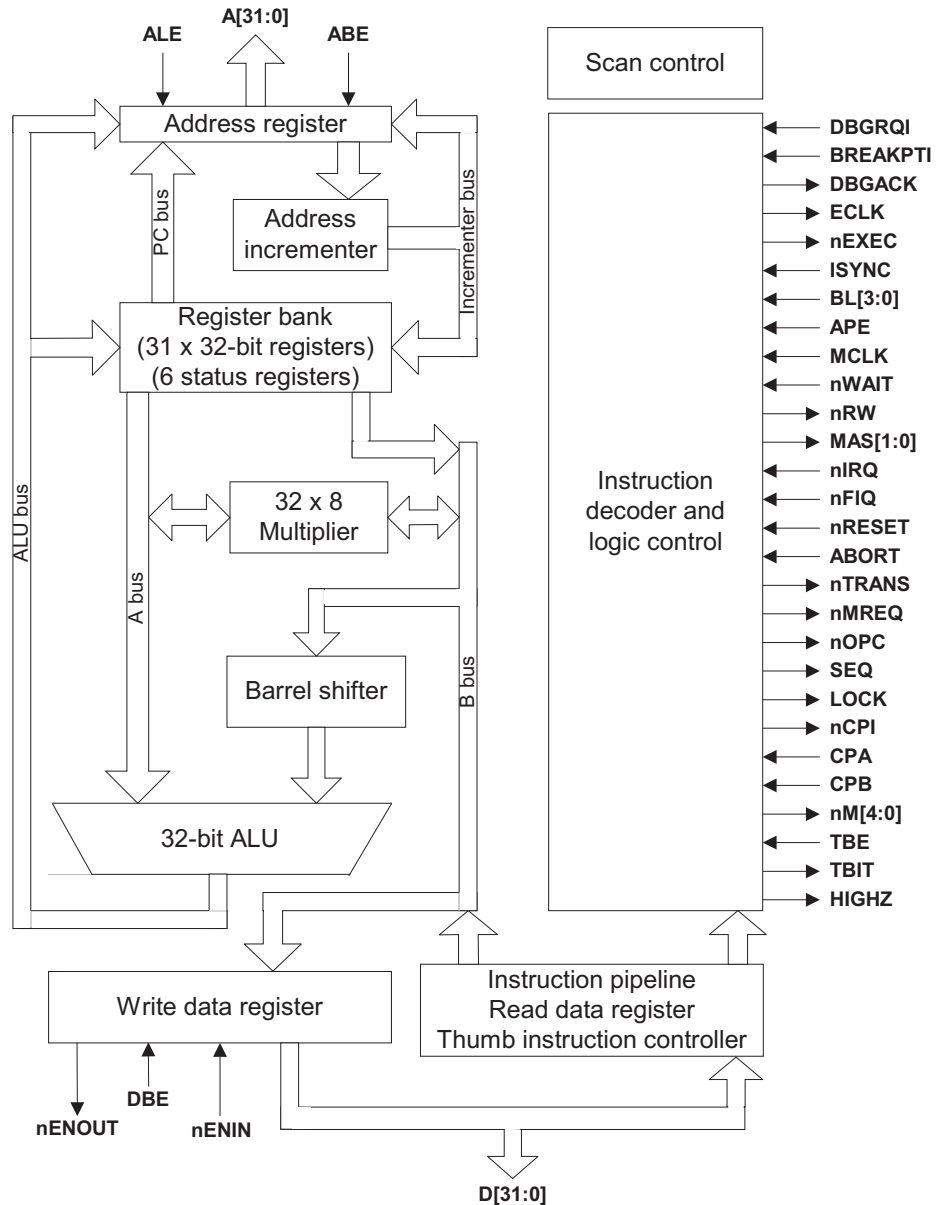 A[31:0]
ALE
ABE
Scan control
Address register
DBGRQI
BREAKPTI
DBGACK
ECLK
nEXEC
ISYNC
BL[3:0]
APE
MCLK
nWAIT
nRW
MAS[1:0]
nIRQ
nFIQ
nRESET
ABORT
nTRANS
nMREQ
nOPC
SEQ
LOCK
nCPI
CPA
CPB
nM[4:0]
TBE
TBIT
HIGHZ
PC bus
Address
incrementer
Incrementer bus
Register bank
(31 x 32-bit registers)
(6 status registers)
ALU bus
A bus
32 x 8
Multiplier
Instruction
decoder and
logic control
Barrel shifter
B bus
32-bit ALU
Write data register
Instruction pipeline
Read data register
Thumb instruction controller
nENOUT
DBE
nENIN
D[31:0]